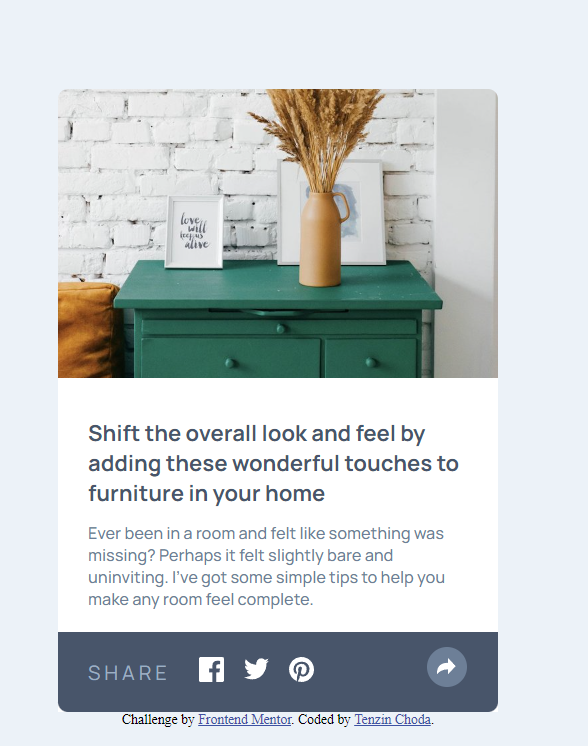 love
will
keep us
alive
Shift the overall look and feel by
adding these wonderful touches to
furniture in your home
Ever been in a room and felt like something was
missing? Perhaps it felt slightly bare and
uninviting. I’ve got some simple tips to help you
make any room feel complete.
SHARE
Challenge by Frontend Mentor. Coded by Tenzin Choda.